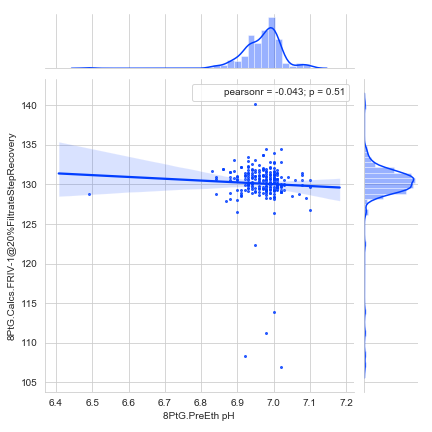 pearsonr = -0.043; p = 0.51
140
135
130
125
120
115
110
105
8PtG.Calcs.FRIV-1@20%FiltrateStepRecovery
6.4 6.5 6.6 6.7 6.8 6.9 7.0 7.1 7.2
8PtG.PreEth pH